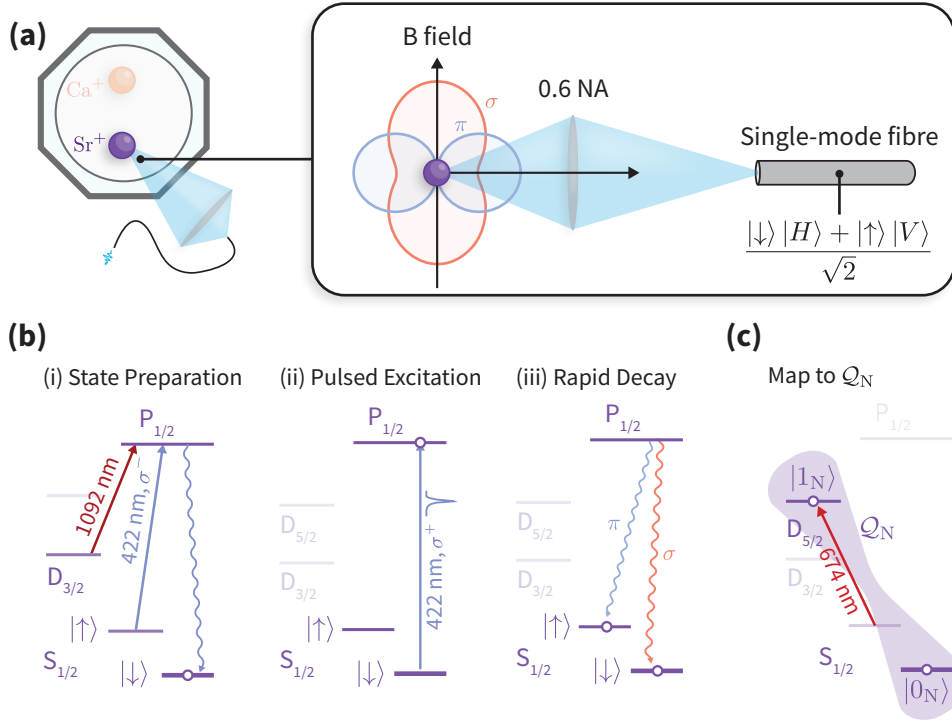 (a)
Ca⁺
Sr⁺
B field
σ
π
0.6 NA
Single-mode fibre
|↓⟩ |H⟩ + |↑⟩ |V⟩
√2
(b)
(i) State Preparation
P1/2
1092 nm
422 nm, σ⁻
D3/2
|↑⟩
S1/2
|↓⟩
(ii) Pulsed Excitation
P1/2
D5/2
D3/2
422 nm, σ⁺
|↑⟩
S1/2
|↓⟩
(iii) Rapid Decay
P1/2
D5/2
D3/2
π
σ
|↑⟩
S1/2
|↓⟩
(c)
Map to 𝒬N
P1/2
|1N⟩
D5/2
𝒬N
D3/2
674 nm
S1/2
|0N⟩